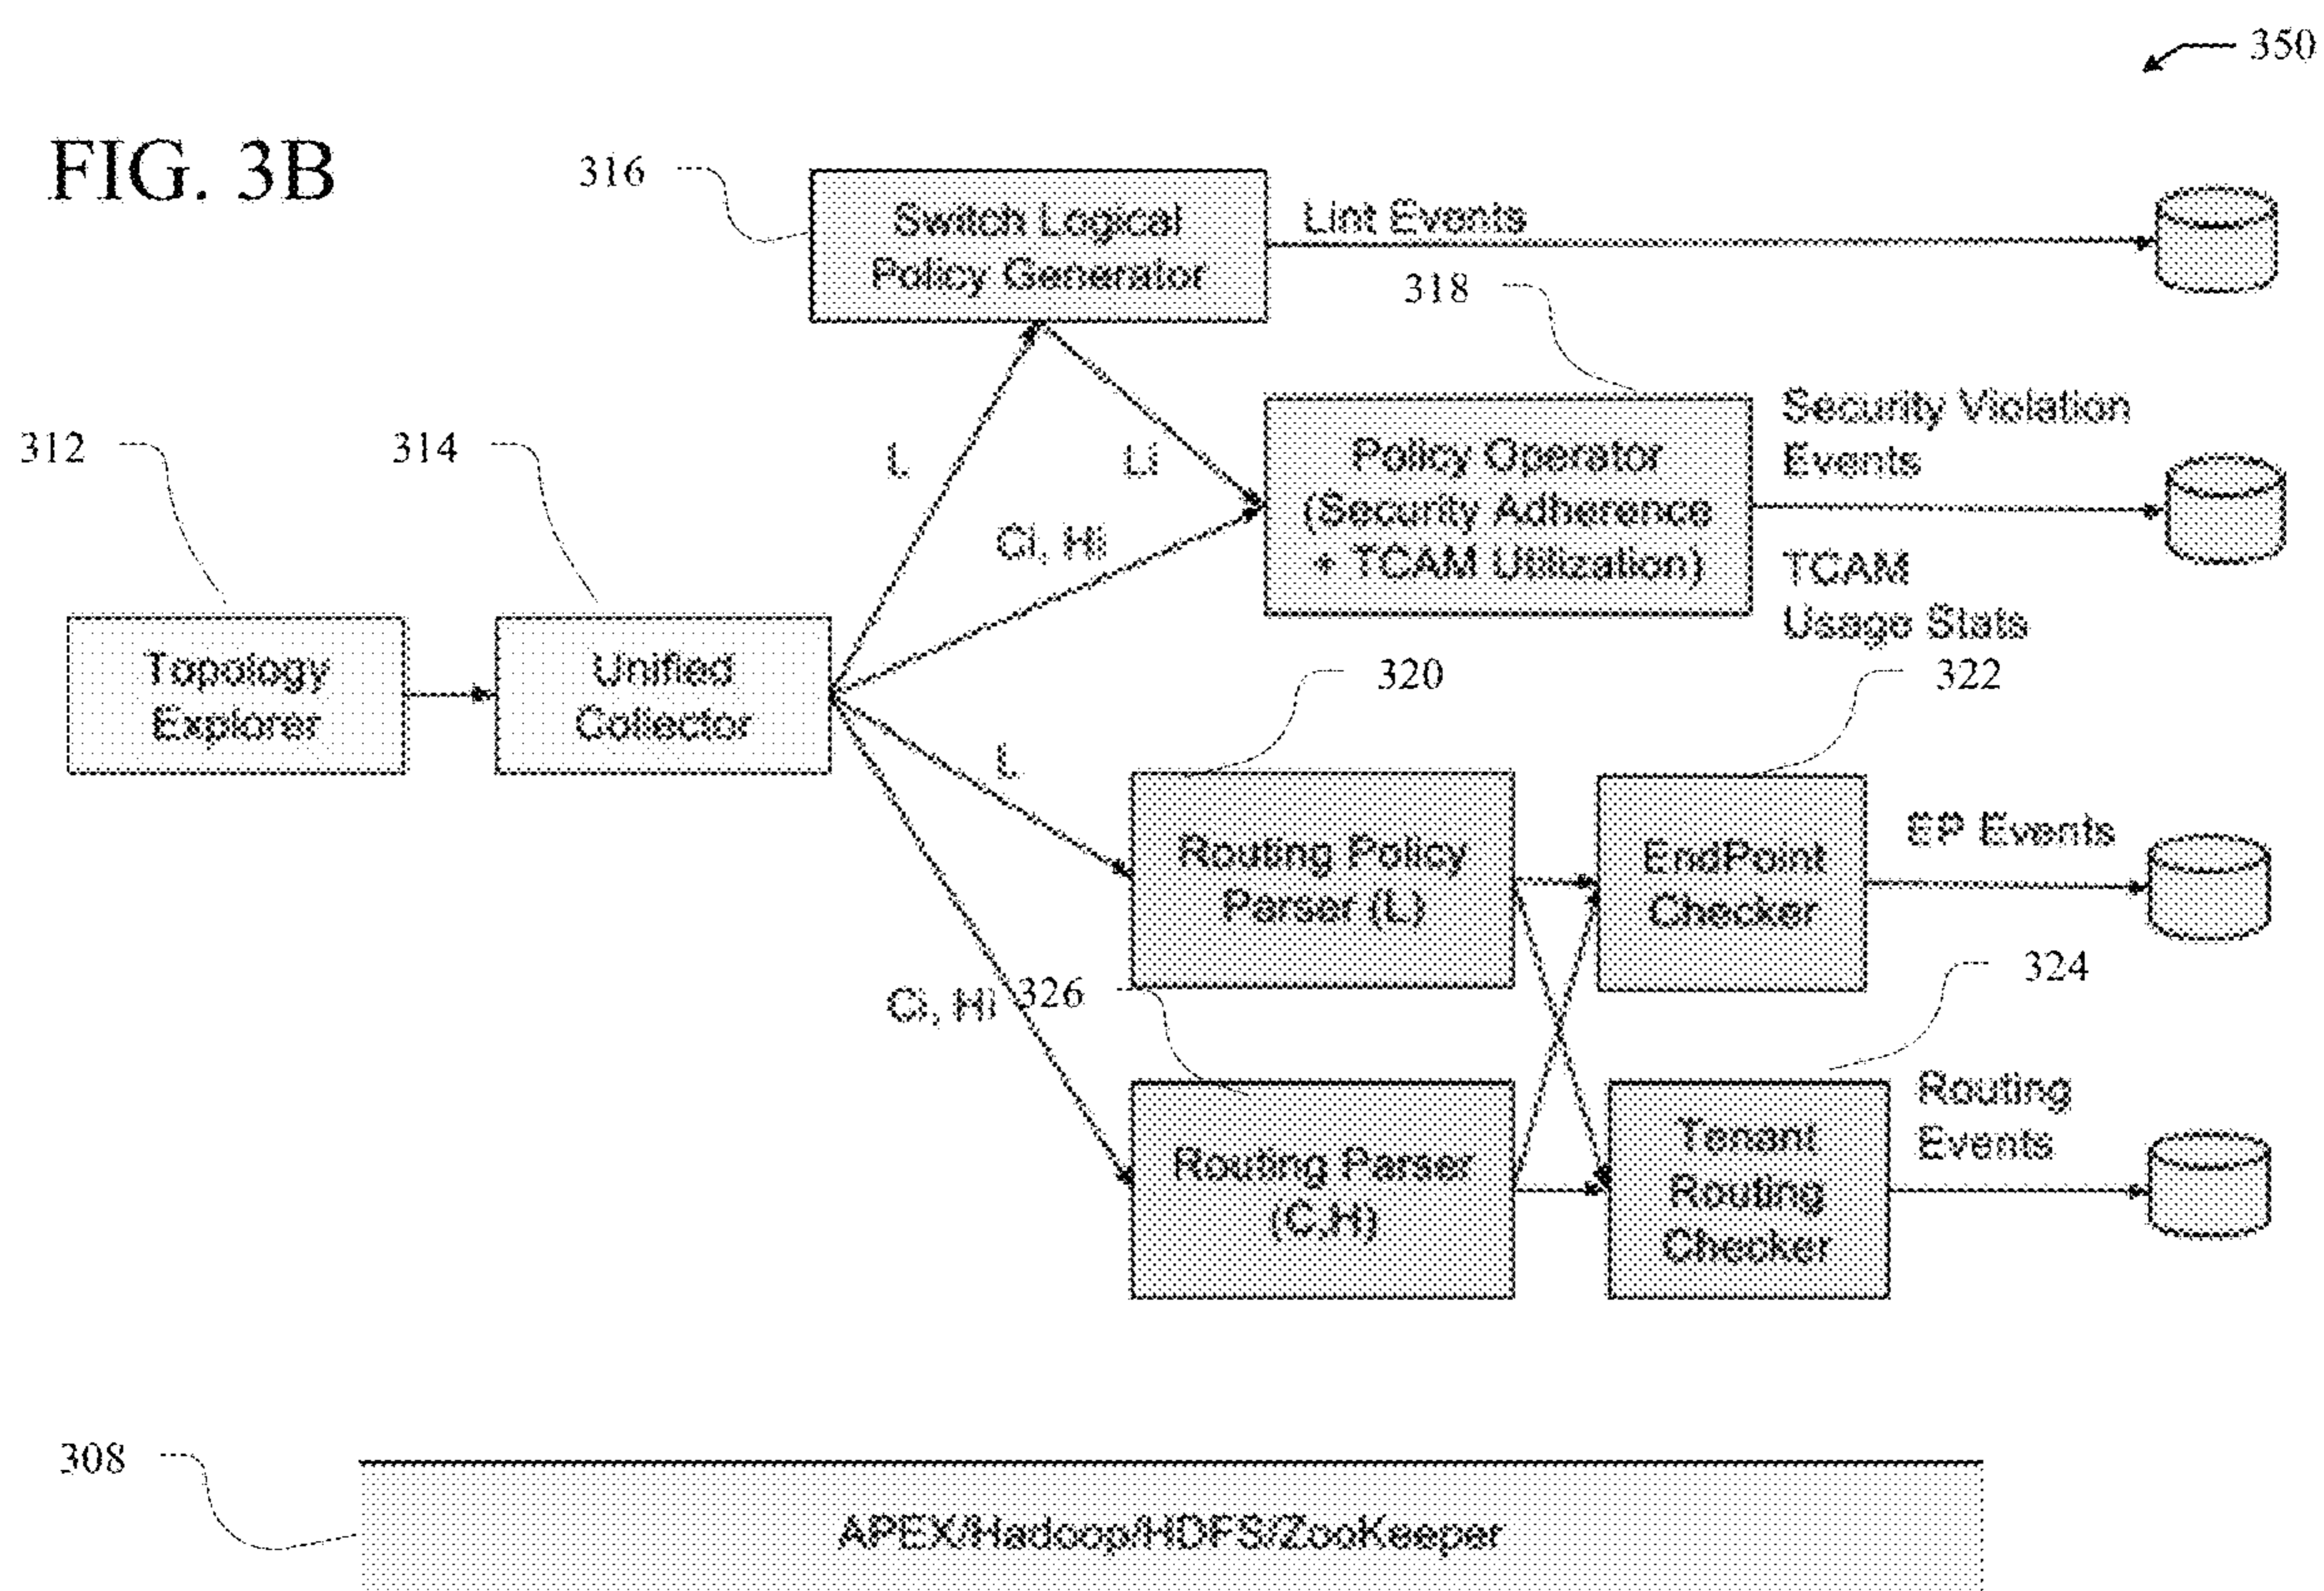 350
FIG. 3B
316
Switch Logical
Policy Generator
Lint Events
318
312
314
L
Li
Ci, Hi
Policy Operator
(Security Adherence
+ TCAM Utilization)
Security Violation
Events
TCAM
Usage Stats
Topology
Explorer
Unified
Collector
320
322
L
Routing Policy
Parser (L)
EndPoint
Checker
EP Events
324
Ci, Hi
326
Routing Parser
(C,H)
Tenant
Routing
Checker
Routing
Events
308
APEX/Hadoop/HDFS/ZooKeeper